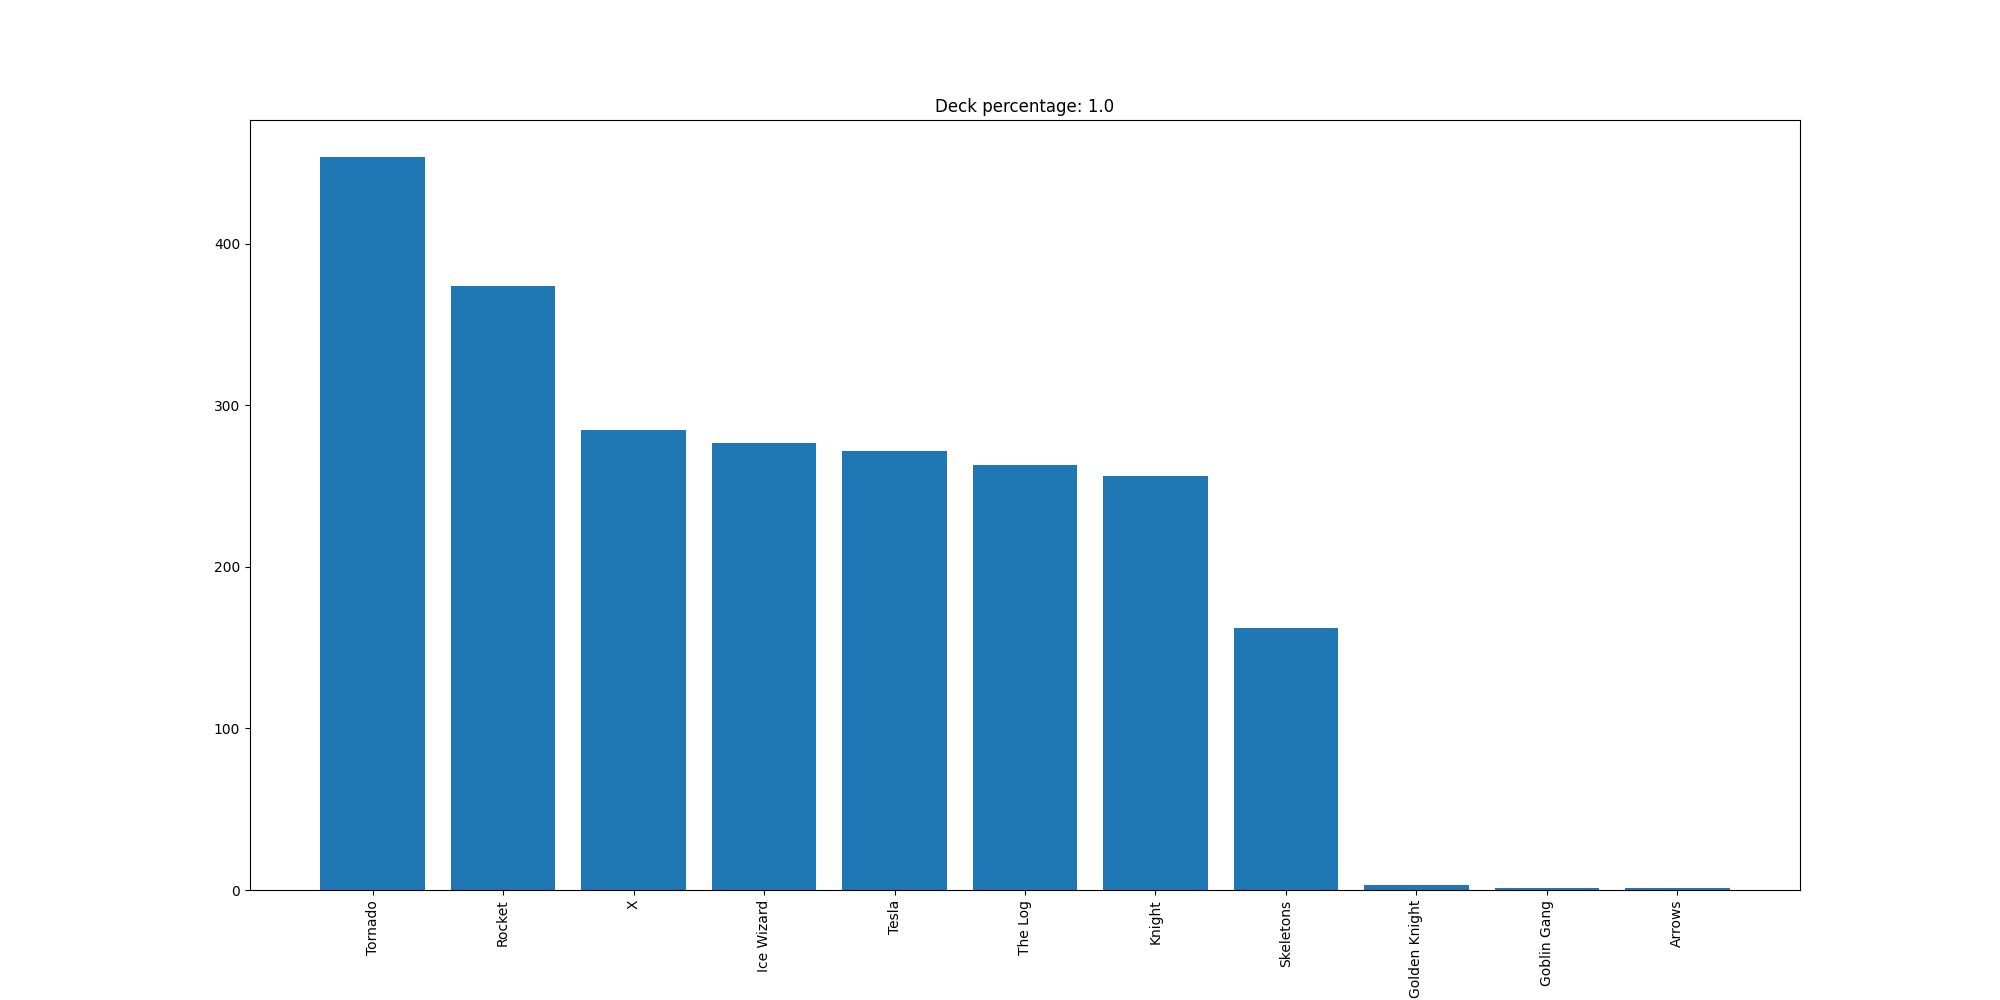 Deck percentage: 1.0
400
300
200
100
0
Tornado
Rocket
X
Ice Wizard
Tesla
The Log
Knight
Skeletons
Golden Knight
Goblin Gang
Arrows